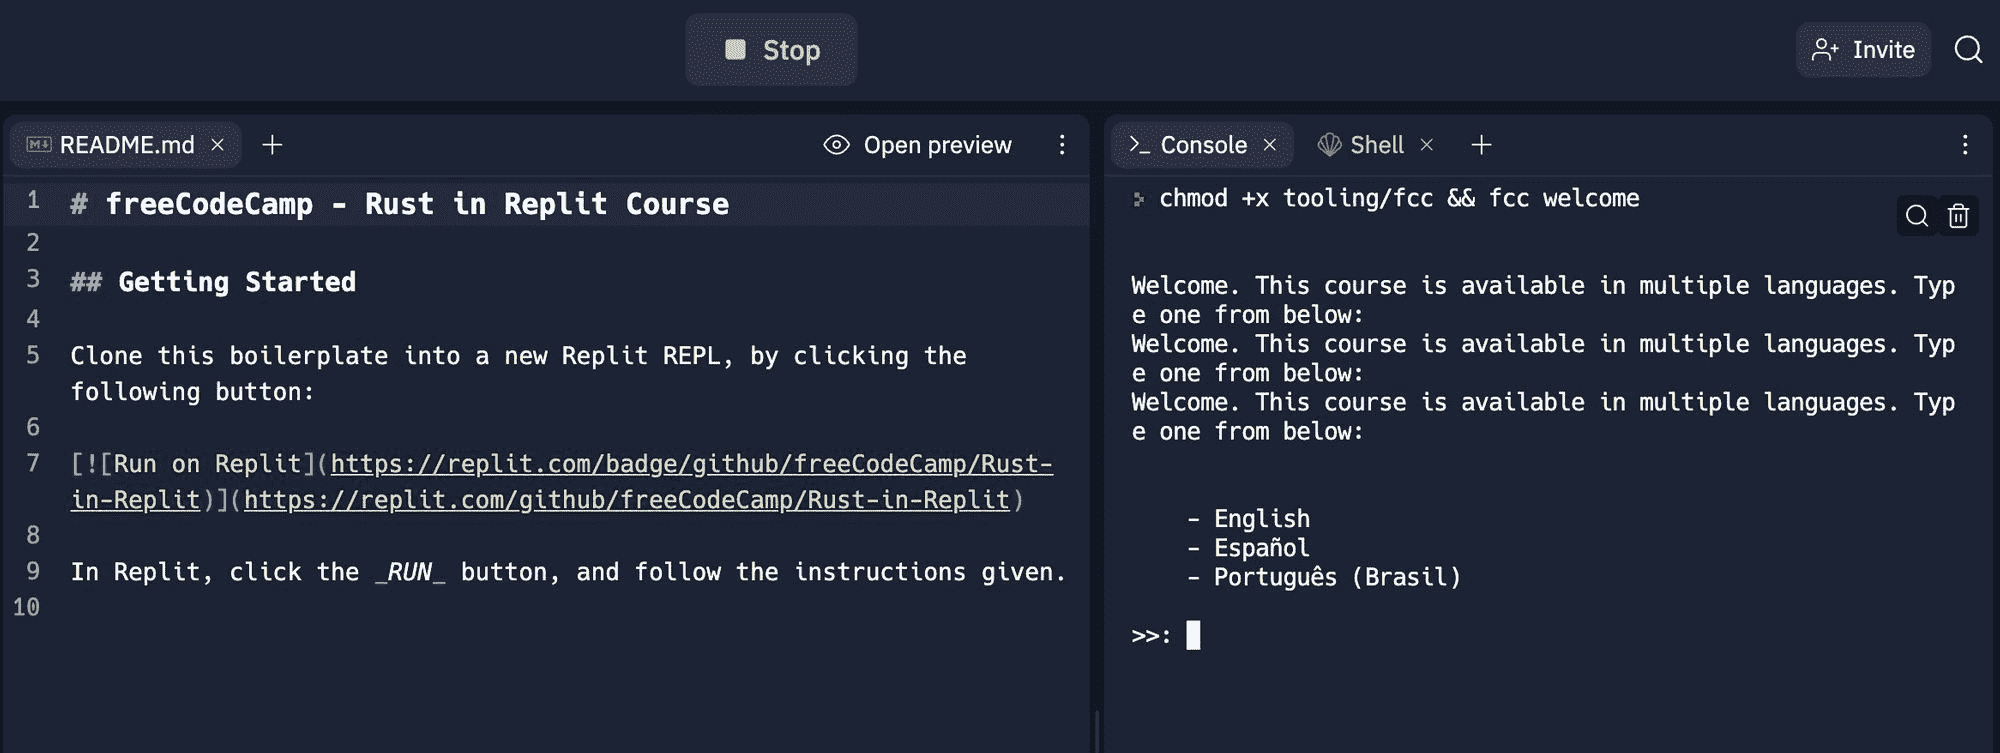 Stop
Invite
README.md
Open preview
1 # freeCodeCamp - Rust in Replit Course
2
3 ## Getting Started
4
5 Clone this boilerplate into a new Replit REPL, by clicking the
following button:
6
7 [![Run on Replit](https://replit.com/badge/github/freeCodeCamp/Rust-
in-Replit)](https://replit.com/github/freeCodeCamp/Rust-in-Replit)
8
9 In Replit, click the _RUN_ button, and follow the instructions given.
10
Console
Shell
chmod +x tooling/fcc && fcc welcome
Welcome. This course is available in multiple languages. Typ
e one from below:
Welcome. This course is available in multiple languages. Typ
e one from below:
Welcome. This course is available in multiple languages. Typ
e one from below:
- English
- Español
- Português (Brasil)
>>: